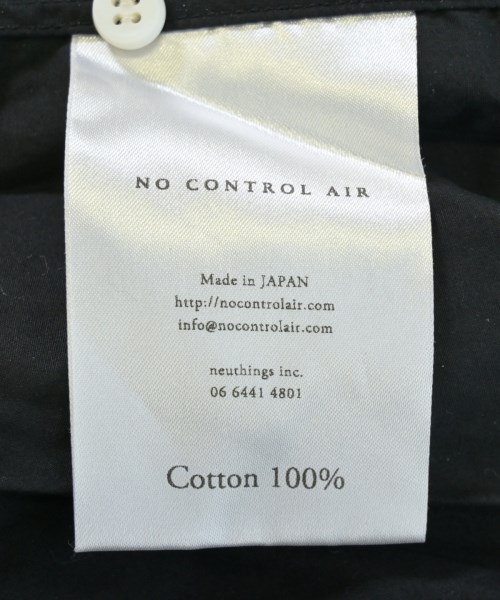 NO CONTROL AIR
Made in JAPAN
http://nocontrolair.com
info@nocontrolair.com
neuthings inc.
06 6441 4801
Cotton 100%